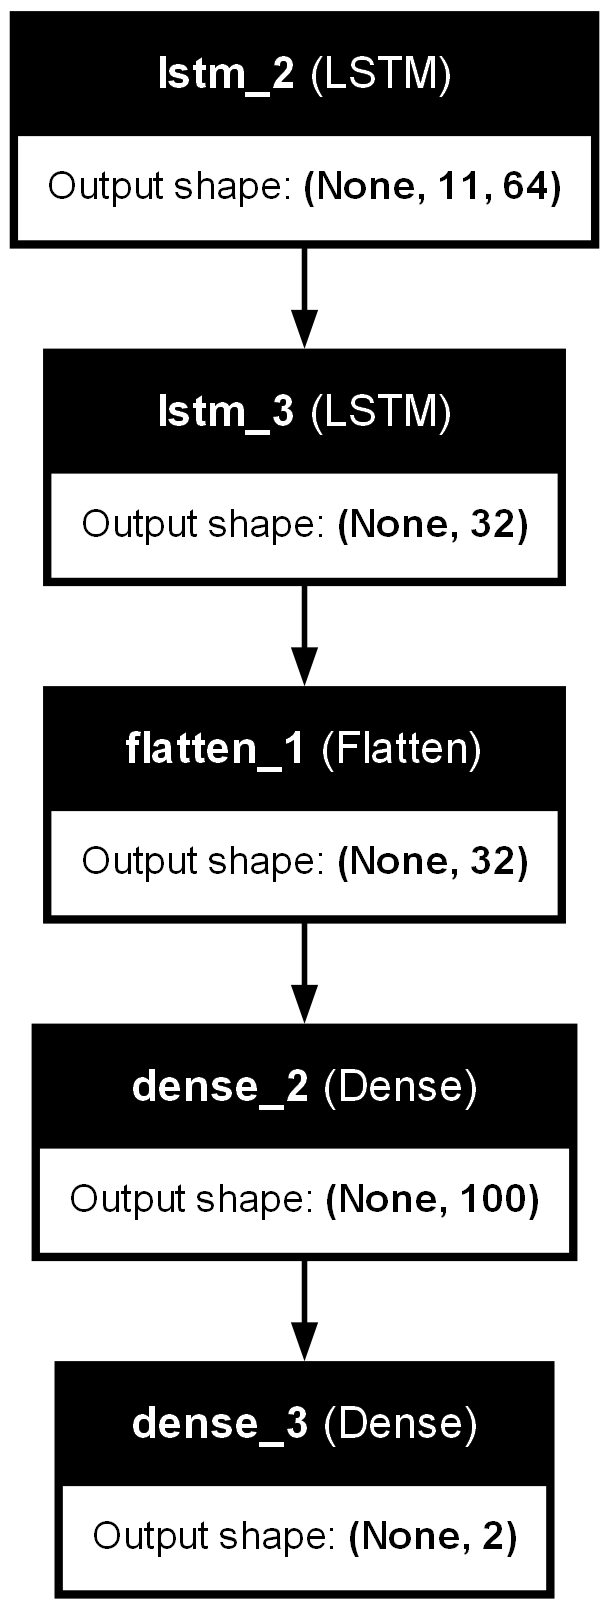 lstm_2 (LSTM)
Output shape: (None, 11, 64)
lstm_3 (LSTM)
Output shape: (None, 32)
flatten_1 (Flatten)
Output shape: (None, 32)
dense_2 (Dense)
Output shape: (None, 100)
dense_3 (Dense)
Output shape: (None, 2)